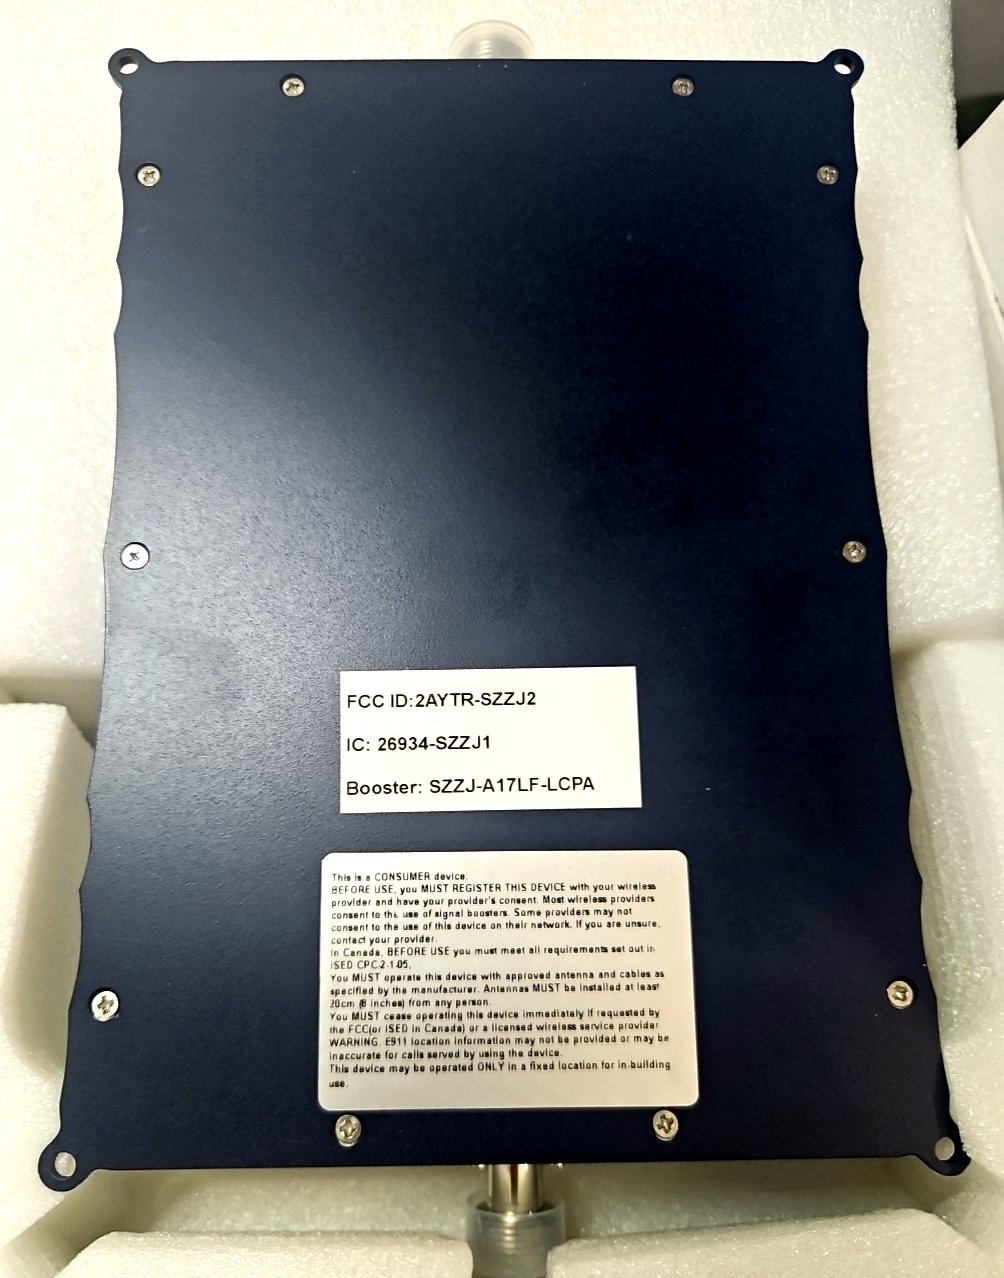 FCC ID:2AYTR-SZZJ2
IC: 26934-SZZJ1
Booster: SZZJ-A17LF-LCPA
This is a CONSUMER device:
BEFORE USE, you MUST REGISTER THIS DEVICE with your wireless
provider and have your provider's consent. Most wireless providers
consent to the use of signal boosters. Some providers may not
consent to the use of this device on their network. If you are unsure,
contact your provider.
In Canada, BEFORE USE you must meet all requirements set out in
ISED CPC-2-1-05.
You MUST operate this device with approved antenna and cables as
specified by the manufacturer. Antennas MUST be installed at least
20cm (8 inches) from any person.
You MUST cease operating this device immediately if requested by
the FCC(or ISED in Canada) or a licensed wireless service provider
WARNING. E911 location information may not be provided or may be
inaccurate for calls served by using the device.
This device may be operated ONLY in a fixed location for in-building
use.